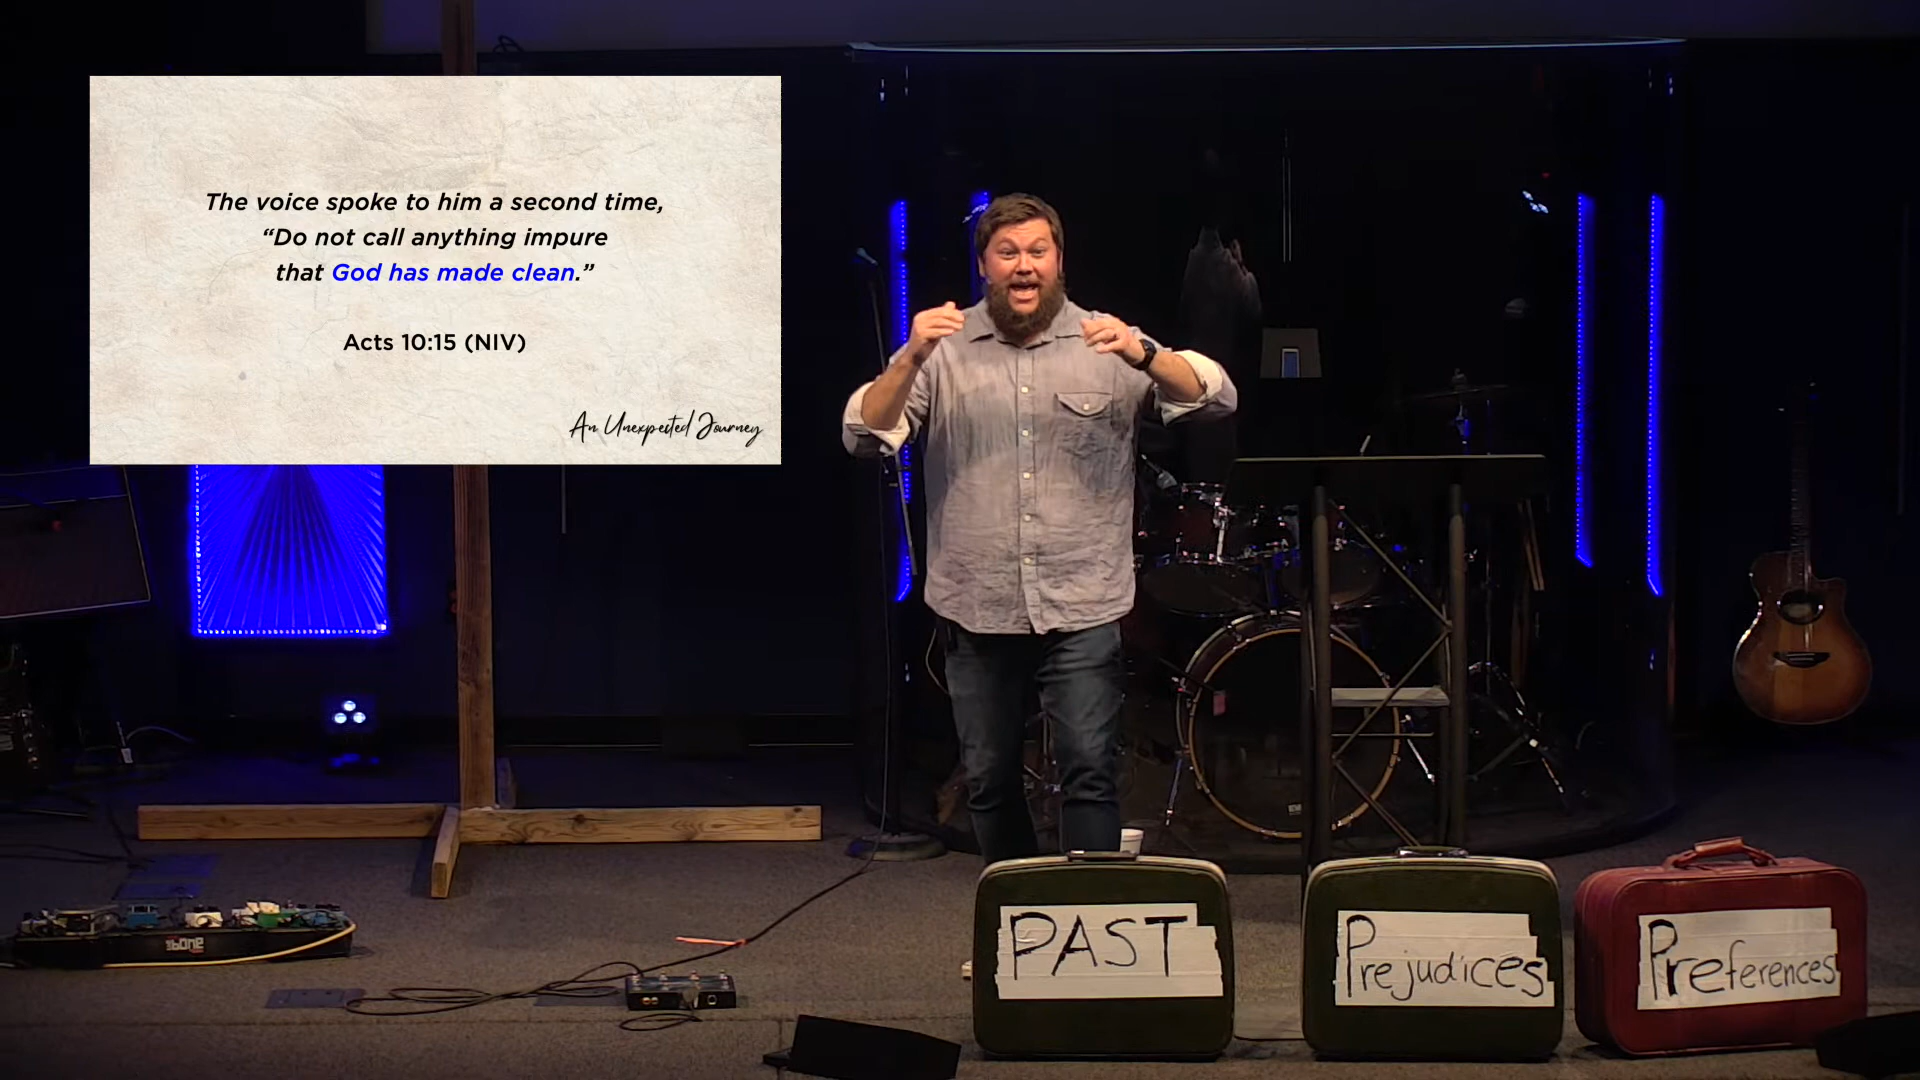 The voice spoke to him a second time,
“Do not call anything impure
that God has made clean.”
Acts 10:15 (NIV)
An Unexpected Journey
PAST
Prejudices
Preferences